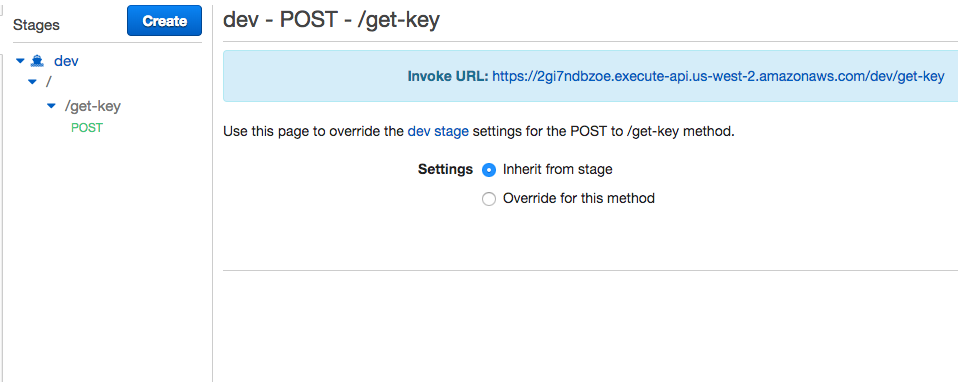 Stages
Create
dev
/
/get-key
POST
dev - POST - /get-key
Invoke URL: https://2gi7ndbzoe.execute-api.us-west-2.amazonaws.com/dev/get-key
Use this page to override the dev stage settings for the POST to /get-key method.
Settings Inherit from stage
Override for this method